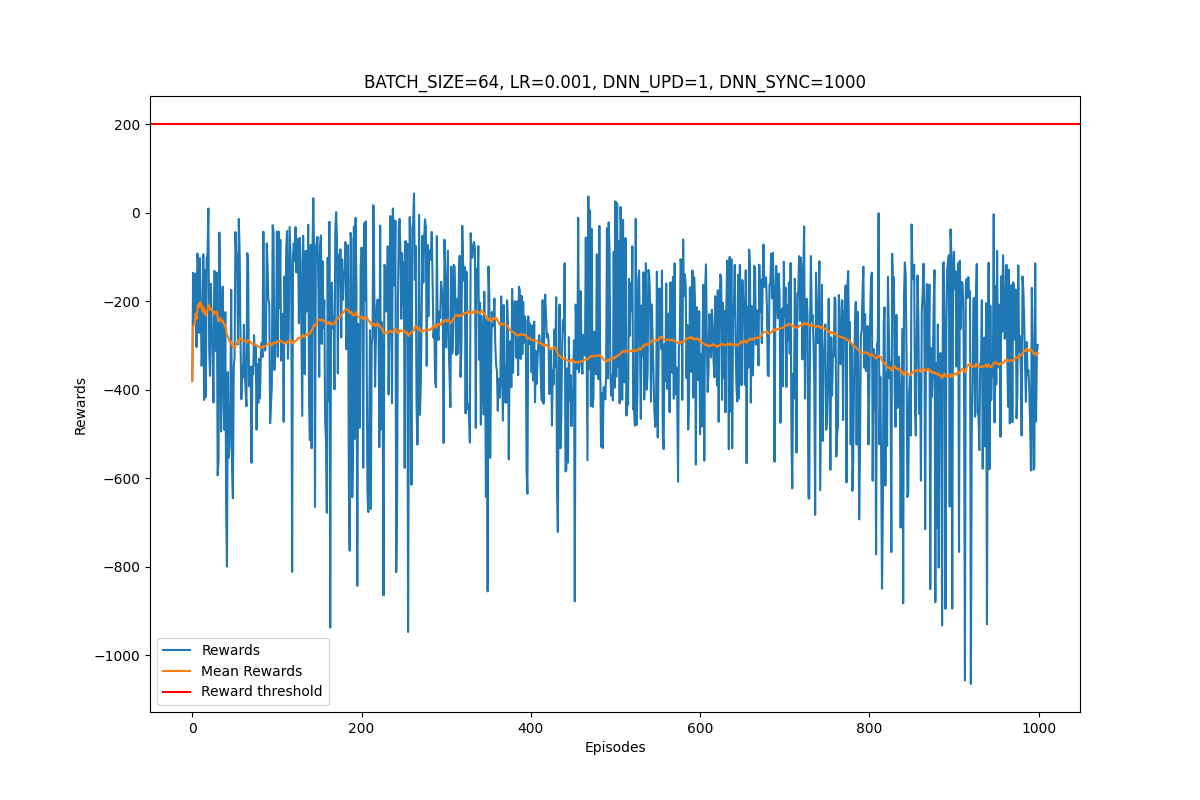 BATCH_SIZE=64, LR=0.001, DNN_UPD=1, DNN_SYNC=1000
200
0
−200
−400
−600
−800
−1000
Rewards
Rewards
Mean Rewards
Reward threshold
0
200
400
600
800
1000
Episodes